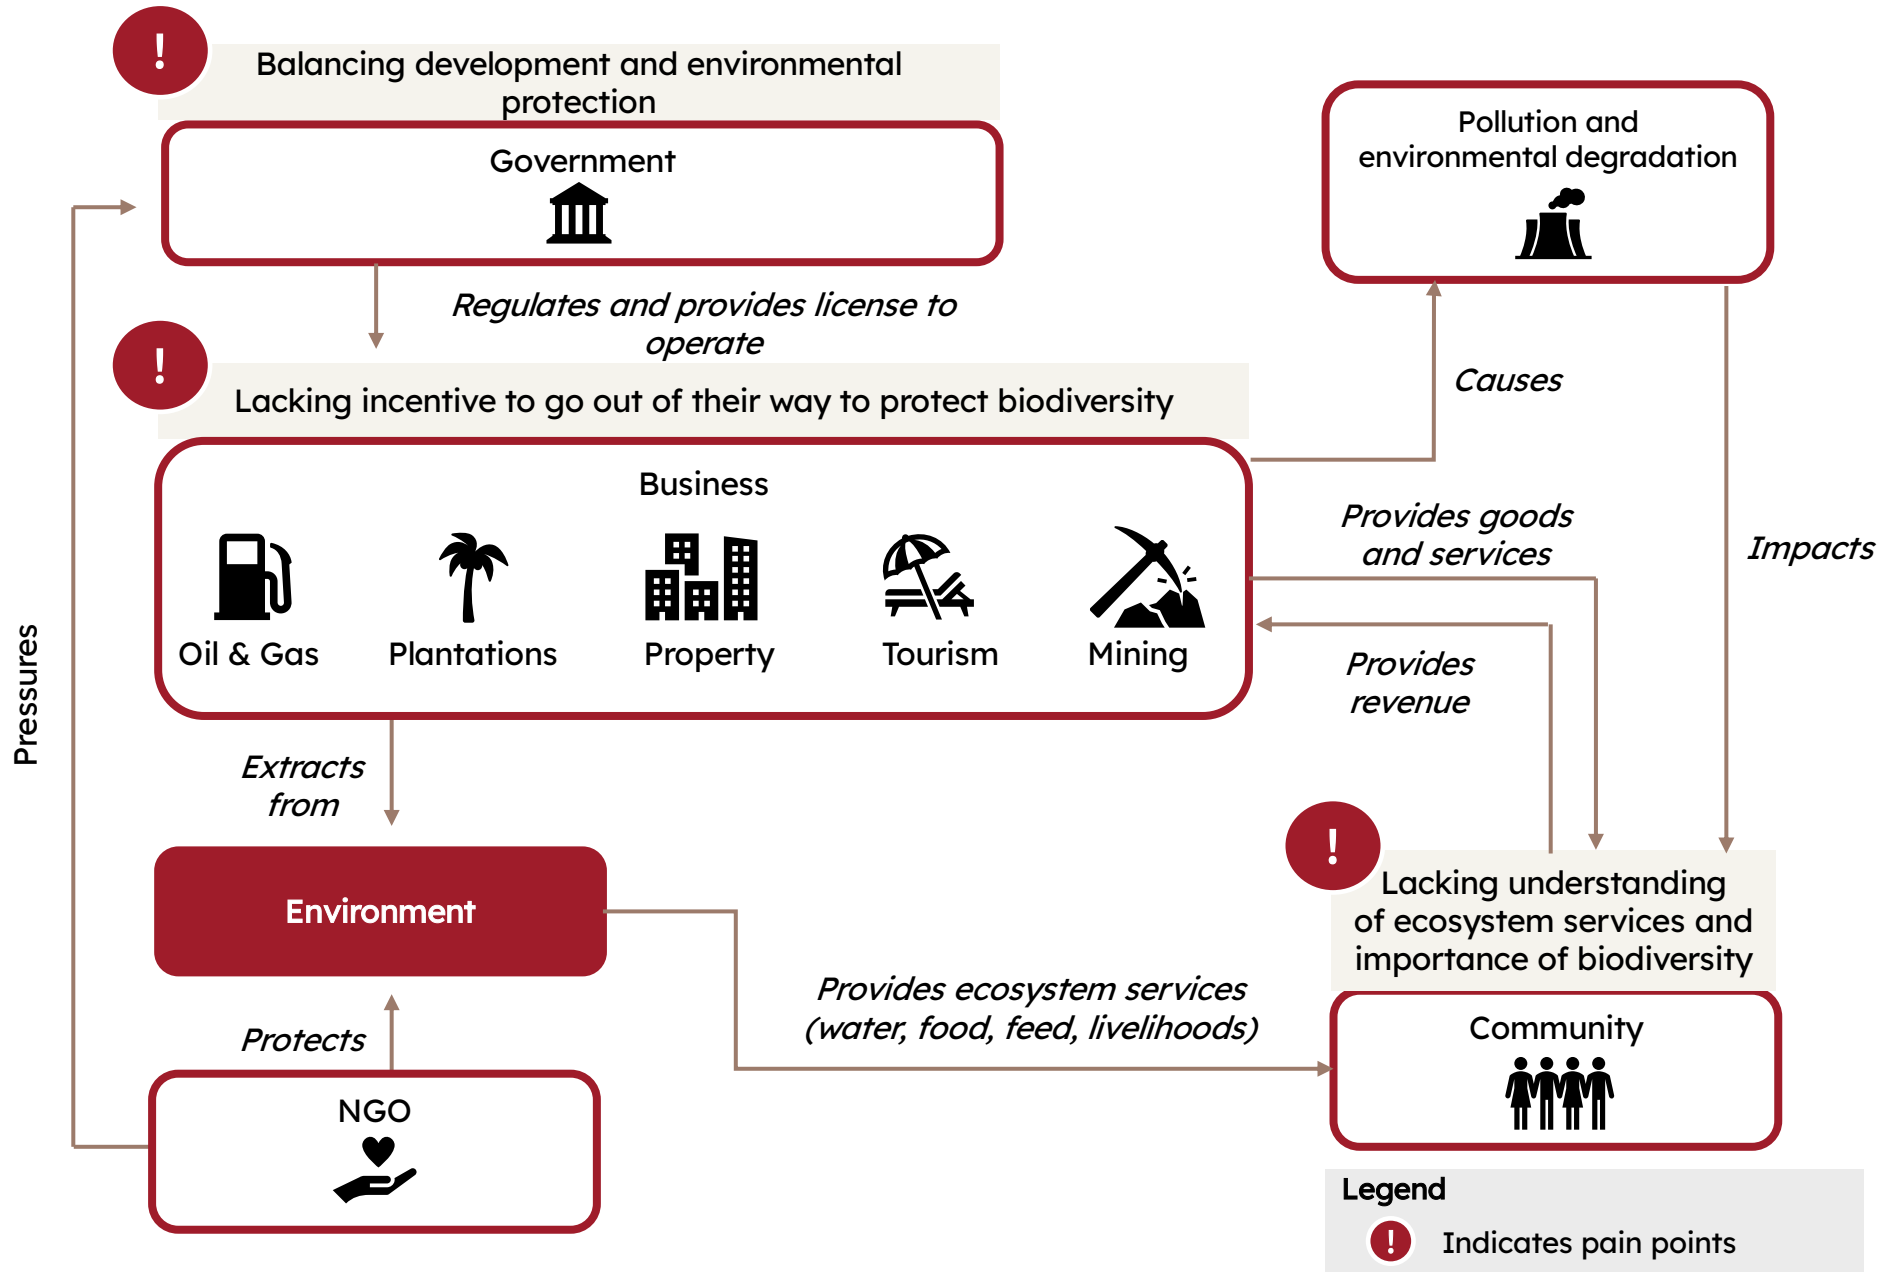 !
Balancing development and environmental
protection
Government
Pollution and
environmental degradation
Regulates and provides license to
operate
!
Lacking incentive to go out of their way to protect biodiversity
Causes
Business
Oil & Gas
Plantations
Property
Tourism
Mining
Provides goods
and services
Impacts
Provides
revenue
Pressures
Extracts
from
Environment
!
Lacking understanding
of ecosystem services and
importance of biodiversity
Provides ecosystem services
(water, food, feed, livelihoods)
Community
Protects
NGO
Legend
!
Indicates pain points